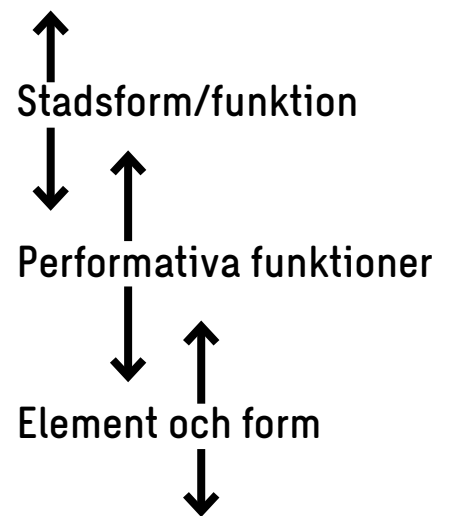 Stadsform/funktion
Performativa funktioner
Element och form